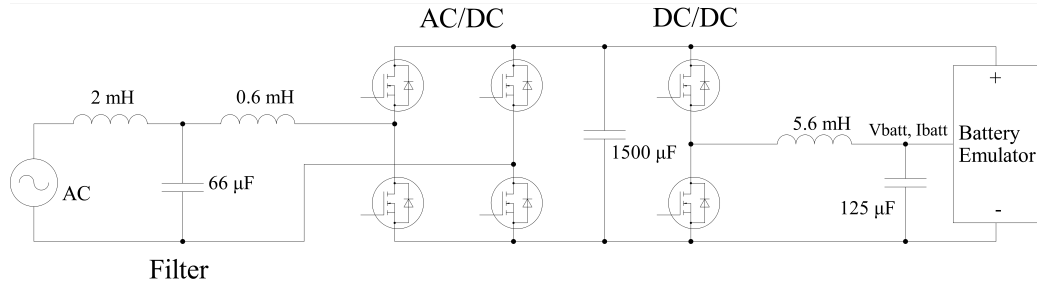 AC/DC
DC/DC
2 mH
0.6 mH
5.6 mH
Vbatt, Ibatt
+
Battery
Emulator
-
1500 µF
66 µF
AC
125 µF
Filter